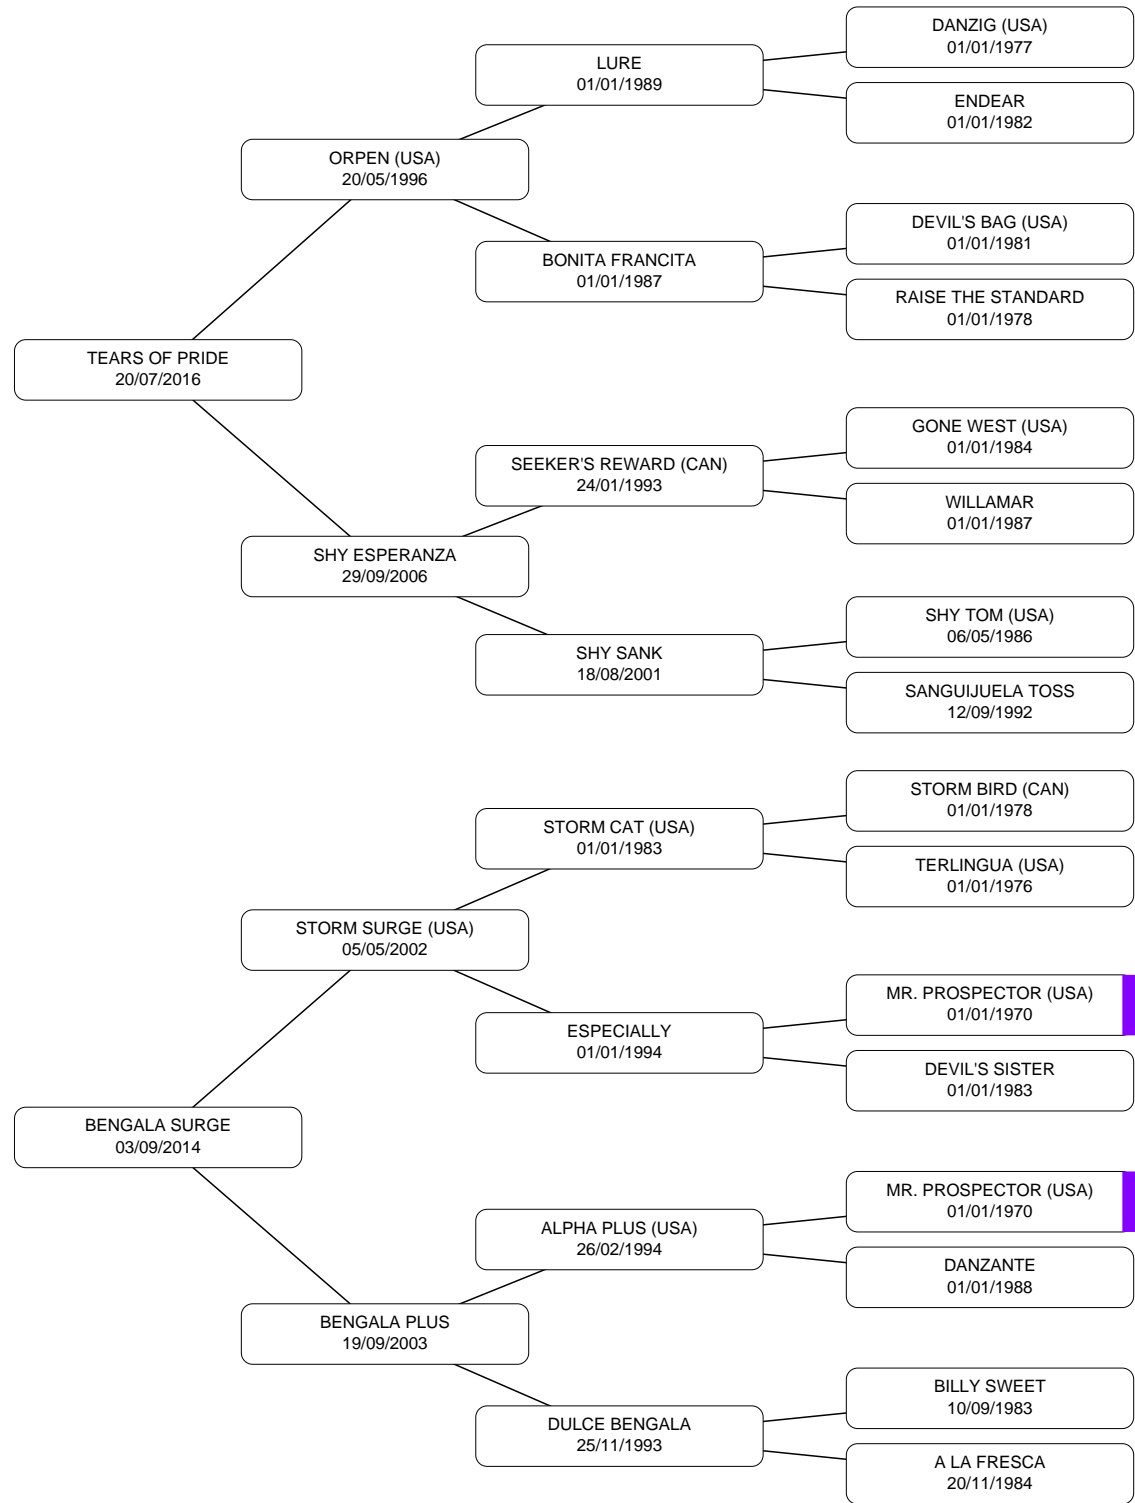 DANZIG (USA)
01/01/1977
LURE
01/01/1989
ENDEAR
01/01/1982
ORPEN (USA)
20/05/1996
DEVIL'S BAG (USA)
01/01/1981
BONITA FRANCITA
01/01/1987
RAISE THE STANDARD
01/01/1978
TEARS OF PRIDE
20/07/2016
GONE WEST (USA)
01/01/1984
SEEKER'S REWARD (CAN)
24/01/1993
WILLAMAR
01/01/1987
SHY ESPERANZA
29/09/2006
SHY TOM (USA)
06/05/1986
SHY SANK
18/08/2001
SANGUIJUELA TOSS
12/09/1992
STORM BIRD (CAN)
01/01/1978
STORM CAT (USA)
01/01/1983
TERLINGUA (USA)
01/01/1976
STORM SURGE (USA)
05/05/2002
MR. PROSPECTOR (USA)
01/01/1970
ESPECIALLY
01/01/1994
DEVIL'S SISTER
01/01/1983
BENGALA SURGE
03/09/2014
MR. PROSPECTOR (USA)
01/01/1970
ALPHA PLUS (USA)
26/02/1994
DANZANTE
01/01/1988
BENGALA PLUS
19/09/2003
BILLY SWEET
10/09/1983
DULCE BENGALA
25/11/1993
A LA FRESCA
20/11/1984